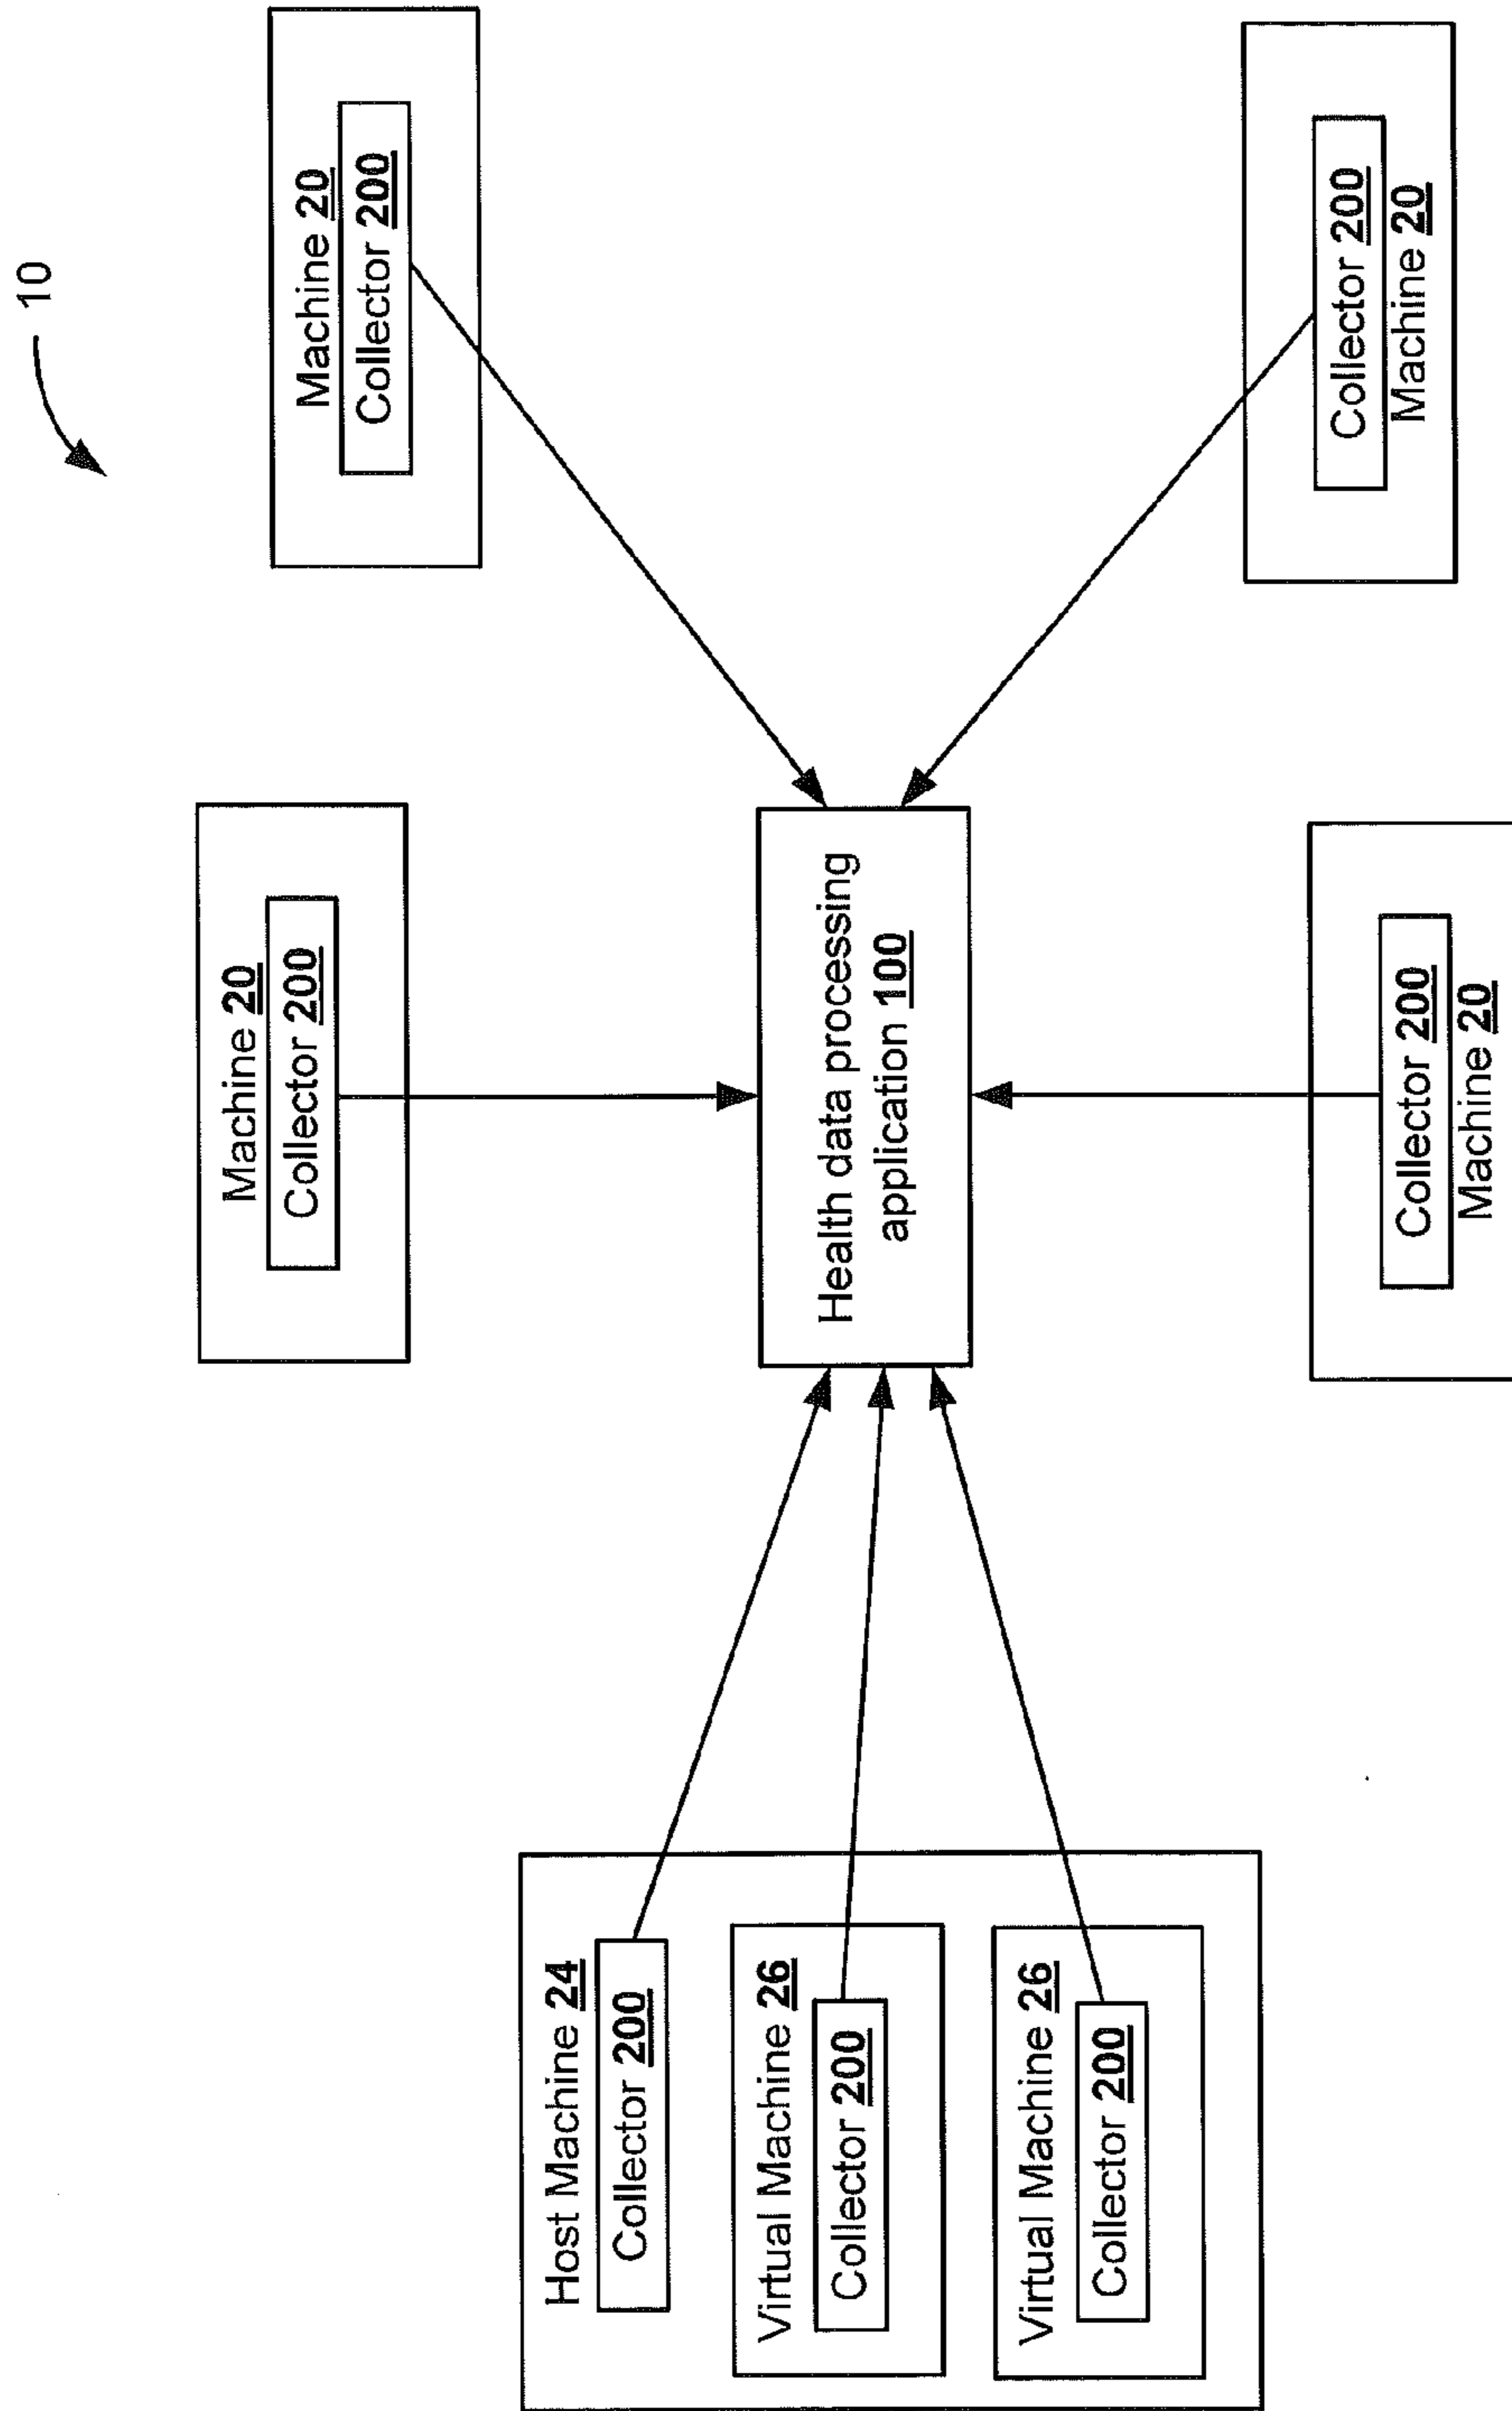 10
Machine 20
Collector 200
Machine 20
Collector 200
Host Machine 24
Collector 200
Virtual Machine 26
Collector 200
Virtual Machine 26
Collector 200
Health data processing
application 100
Collector 200
Machine 20
Collector 200
Machine 20